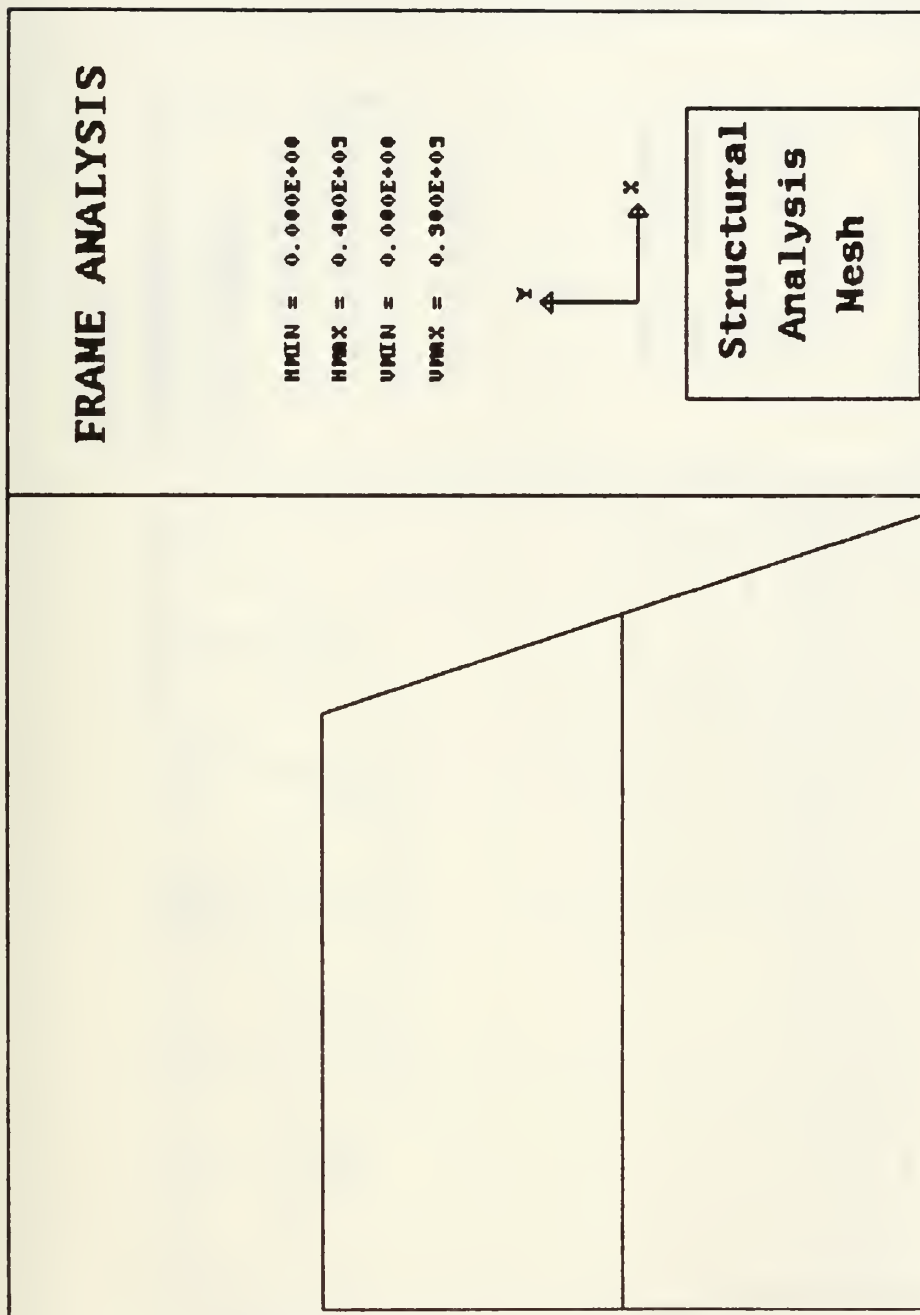 FRAME ANALYSIS
HMIN = 0.000E+00
HMAX = 0.400E+03
VMIN = 0.000E+00
VMAX = 0.300E+03
Y
X
Structural
Analysis
Mesh